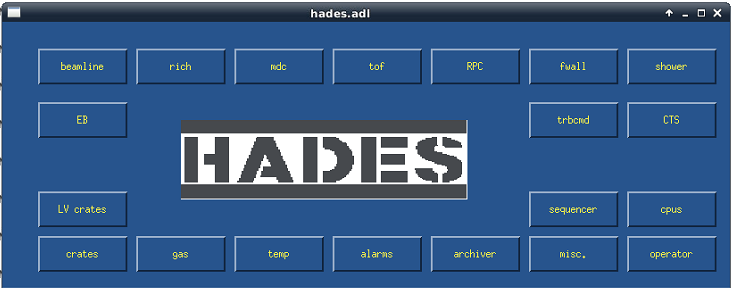 hades.adl
beamline rich mdc tof RPC fwall shower
EB trbcmd CTS
HADES
LV crates sequencer cpus
crates gas temp alarms archiver misc. operator